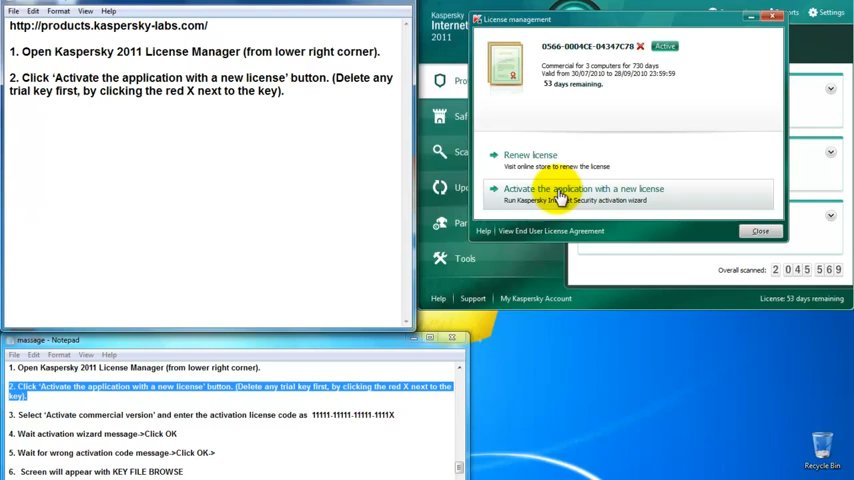 File Edit Format View Help
http://products.kaspersky-labs.com/
1. Open Kaspersky 2011 License Manager (from lower right corner).
2. Click ‘Activate the application with a new license’ button. (Delete any
trial key first, by clicking the red X next to the key).
Kaspersky
Internet
2011
Settings
License management
0566-0004CE-04347C78 Active
Commercial for 3 computers for 730 days
Valid from 30/07/2010 to 28/09/2010 23:59:59
53 days remaining.
Renew license
Visit online store to renew the license
Activate the application with a new license
Run Kaspersky Internet Security activation wizard
Help View End User License Agreement Close
Tools
Overall scanned: 2 045 569
Help Support My Kaspersky Account License: 53 days remaining
massage - Notepad
File Edit Format View Help
1. Open Kaspersky 2011 License Manager (from lower right corner).
2. Click ‘Activate the application with a new license’ button. (Delete any trial key first, by clicking the red X next to the
key).
3. Select ‘Activate commercial version’ and enter the activation license code as 11111-11111-11111-1111X
4. Wait activation wizard message->Click OK
5. Wait for wrong activation code message->Click OK->
6. Screen will appear with KEY FILE BROWSE
Recycle Bin